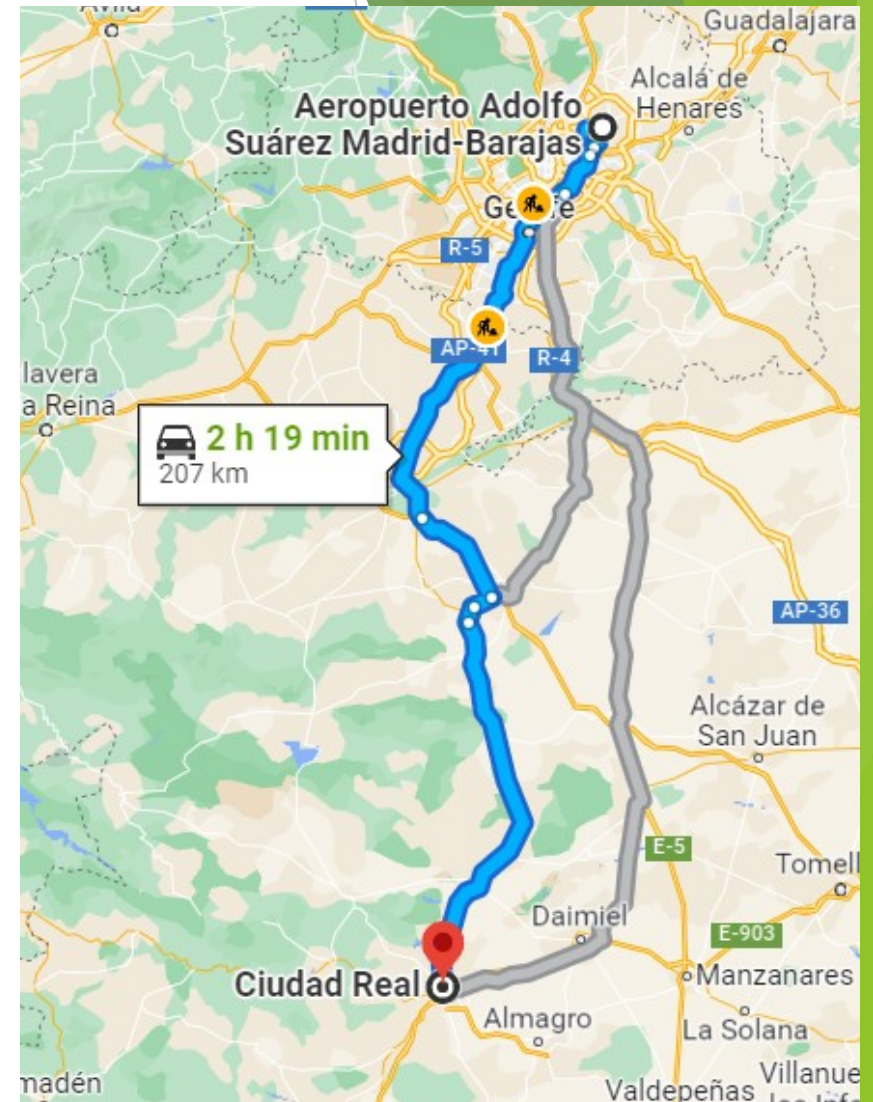 Guadalajara
Alcalá de
Henares
Aeropuerto Adolfo
Suárez Madrid-Barajas
R-5
AP-41
R-4
lavera
a Reina
2 h 19 min
207 km
AP-36
Alcázar de
San Juan
E-5
Tomell
Daimiel
E-903
Ciudad Real
Manzanares
Almagro
La Solana
madén
Valdepeñas
Villanue